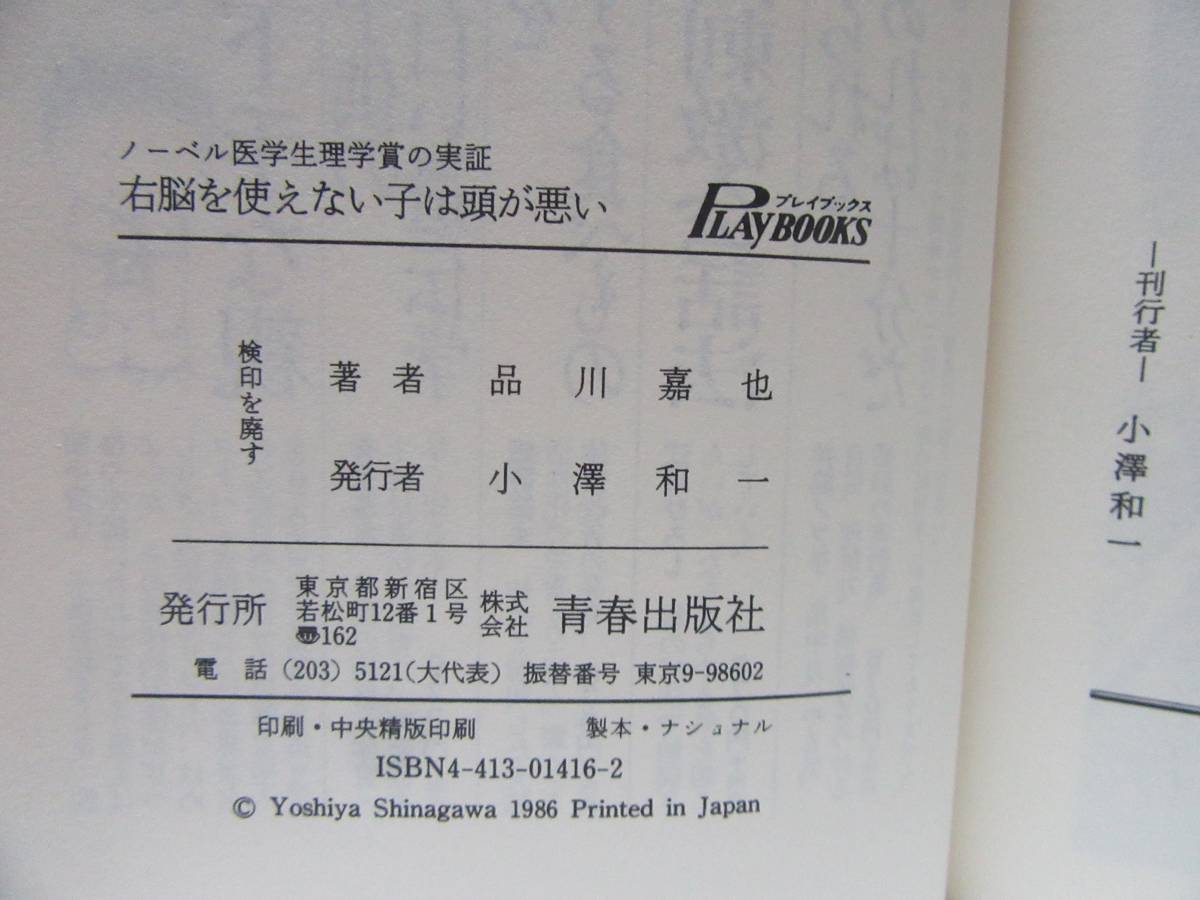 ノーベル医学生理学賞の実証
右脳を使えない子は頭が悪い
プレイブックス
PLAY BOOKS
検印を廃す
著者 品川嘉也
発行者 小澤和一
発行所
東京都新宿区
若松町12番1号
〠162
株式
会社
青春出版社
電話 (203) 5121(大代表) 振替番号 東京9-98602
印刷・中央精版印刷 製本・ナショナル
ISBN4-413-01416-2
© Yoshiya Shinagawa 1986 Printed in Japan
―刊行者― 小澤和一